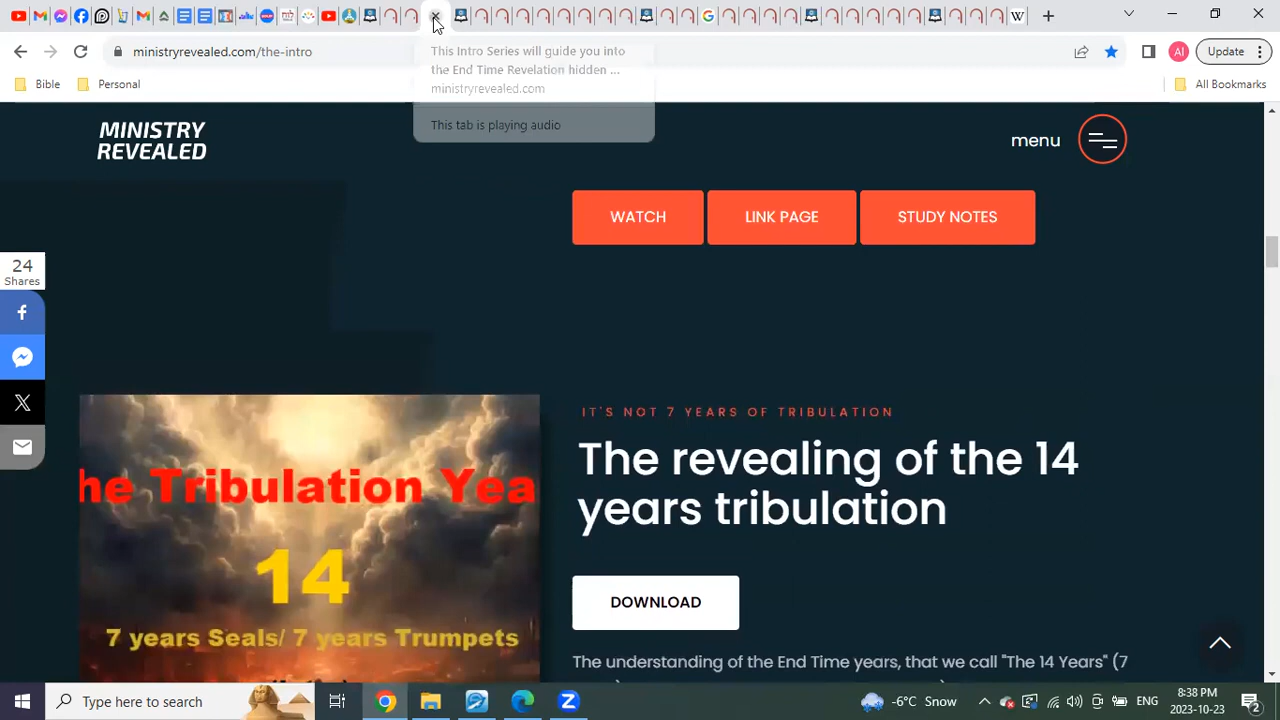 ministryrevealed.com/the-intro
Update
Bible
Personal
All Bookmarks
This Intro Series will guide you into
the End Time Revelation hidden ...
ministryrevealed.com
This tab is playing audio
MINISTRY
REVEALED
menu
WATCH
LINK PAGE
STUDY NOTES
24
Shares
IT'S NOT 7 YEARS OF TRIBULATION
The revealing of the 14
years tribulation
he Tribulation Yea
14
7 years Seals/ 7 years Trumpets
DOWNLOAD
The understanding of the End Time years, that we call "The 14 Years" (7
Type here to search
-6°C Snow
ENG
8:38 PM
2023-10-23
2